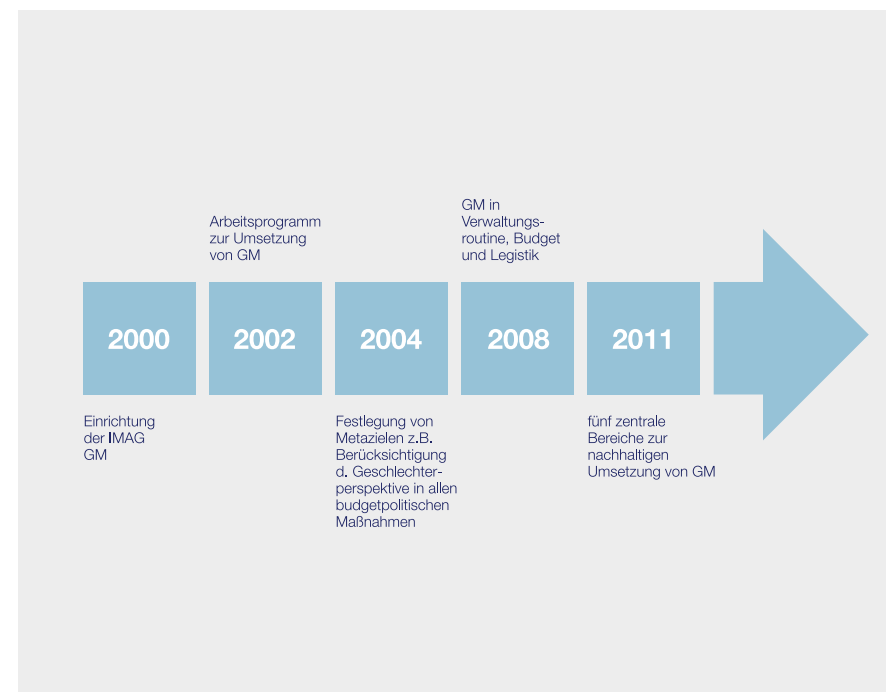 Arbeitsprogramm
zur Umsetzung
von GM
GM in
Verwaltungs-
routine, Budget
und Legistik
2000
2002
2004
2008
2011
Einrichtung
der IMAG
GM
Festlegung von
Metazielen z.B.
Berücksichtigung
d. Geschlechter-
perspektive in allen
budgetpolitischen
Maßnahmen
fünf zentrale
Bereiche zur
nachhaltigen
Umsetzung von GM